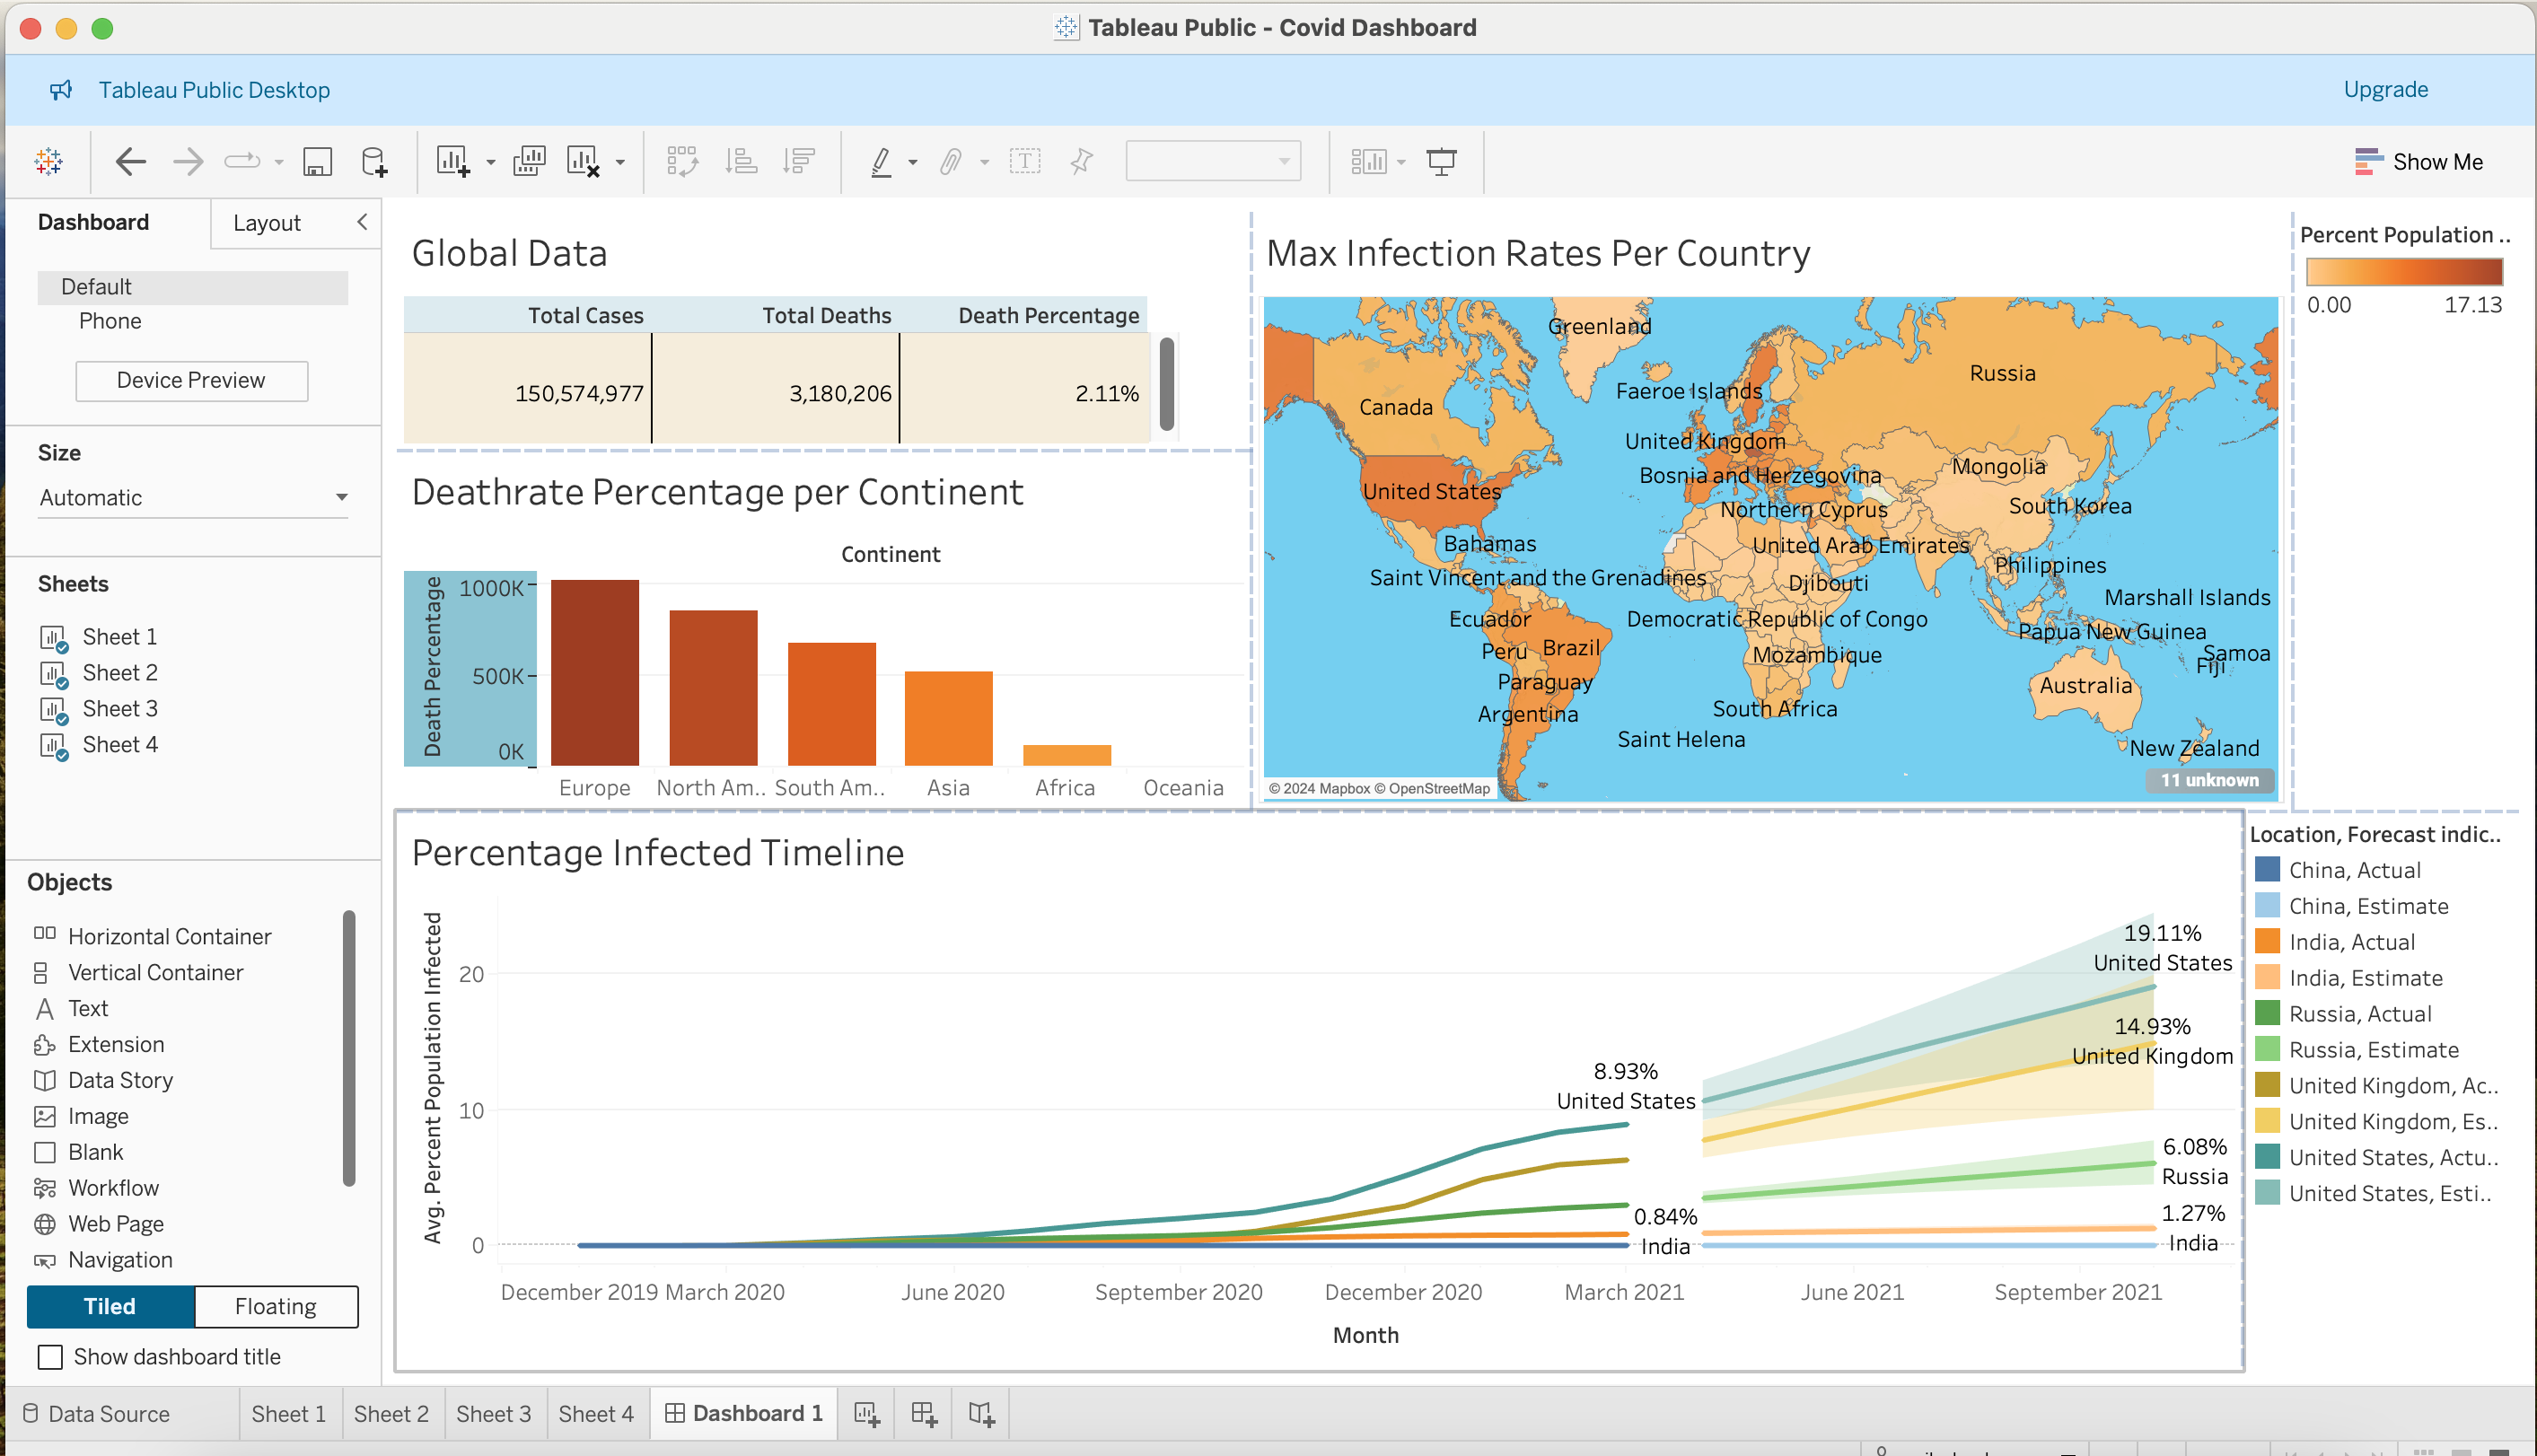 Tableau Public - Covid Dashboard
Tableau Public Desktop
Upgrade
Show Me
Dashboard
Layout
Default
Phone
Device Preview
Size
Automatic
Sheets
Sheet 1
Sheet 2
Sheet 3
Sheet 4
Objects
Horizontal Container
Vertical Container
Text
Extension
Data Story
Image
Blank
Workflow
Web Page
Navigation
Tiled
Floating
Show dashboard title
Global Data
Total Cases Total Deaths Death Percentage
150,574,977 3,180,206 2.11%
Deathrate Percentage per Continent
Continent
Death Percentage
1000K
500K
0K
Europe North Am.. South Am.. Asia Africa Oceania
Max Infection Rates Per Country
Greenland
Russia
Faeroe Islands
Canada
United Kingdom
Mongolia
Bosnia and Herzegovina
United States
South Korea
Northern Cyprus
Bahamas
United Arab Emirates
Philippines
Saint Vincent and the Grenadines
Djibouti
Marshall Islands
Ecuador
Democratic Republic of Congo
Papua New Guinea
Peru
Brazil
Mozambique
Samoa
Fiji
Paraguay
Australia
Argentina
South Africa
Saint Helena
New Zealand
© 2024 Mapbox © OpenStreetMap
11 unknown
Percent Population ..
0.00 17.13
Percentage Infected Timeline
Avg. Percent Population Infected
20
10
0
19.11%
United States
14.93%
United Kingdom
8.93%
United States
6.08%
Russia
0.84%
India
1.27%
India
December 2019 March 2020 June 2020 September 2020 December 2020 March 2021 June 2021 September 2021
Month
Location, Forecast indic..
China, Actual
China, Estimate
India, Actual
India, Estimate
Russia, Actual
Russia, Estimate
United Kingdom, Ac..
United Kingdom, Es..
United States, Actu..
United States, Esti..
Data Source
Sheet 1
Sheet 2
Sheet 3
Sheet 4
Dashboard 1